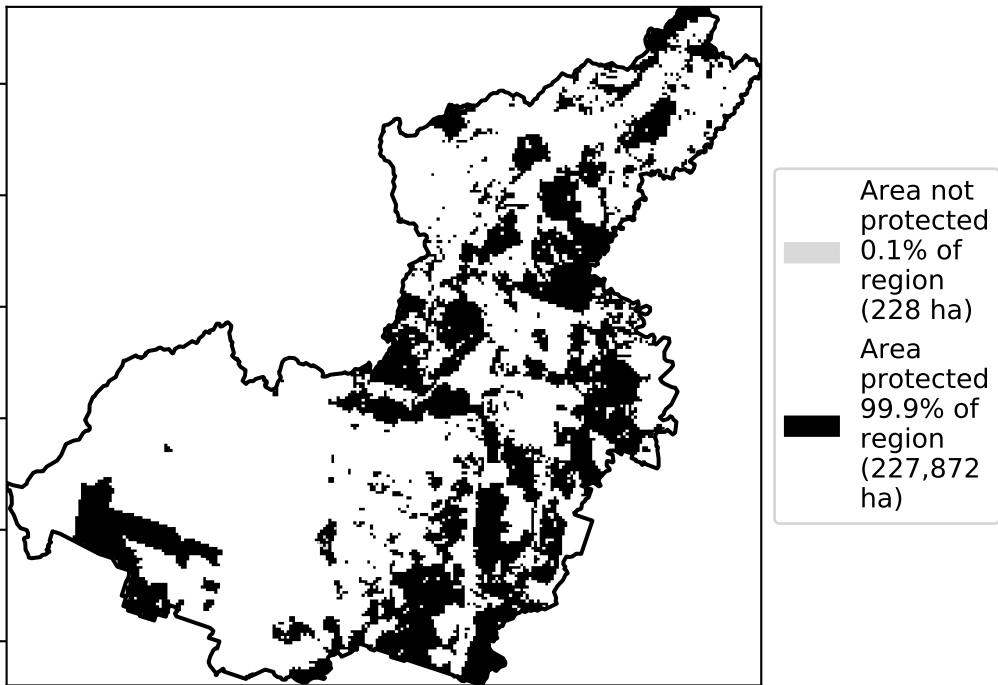 Area not
protected
0.1% of
region
(228 ha)
Area
protected
99.9% of
region
(227,872
ha)